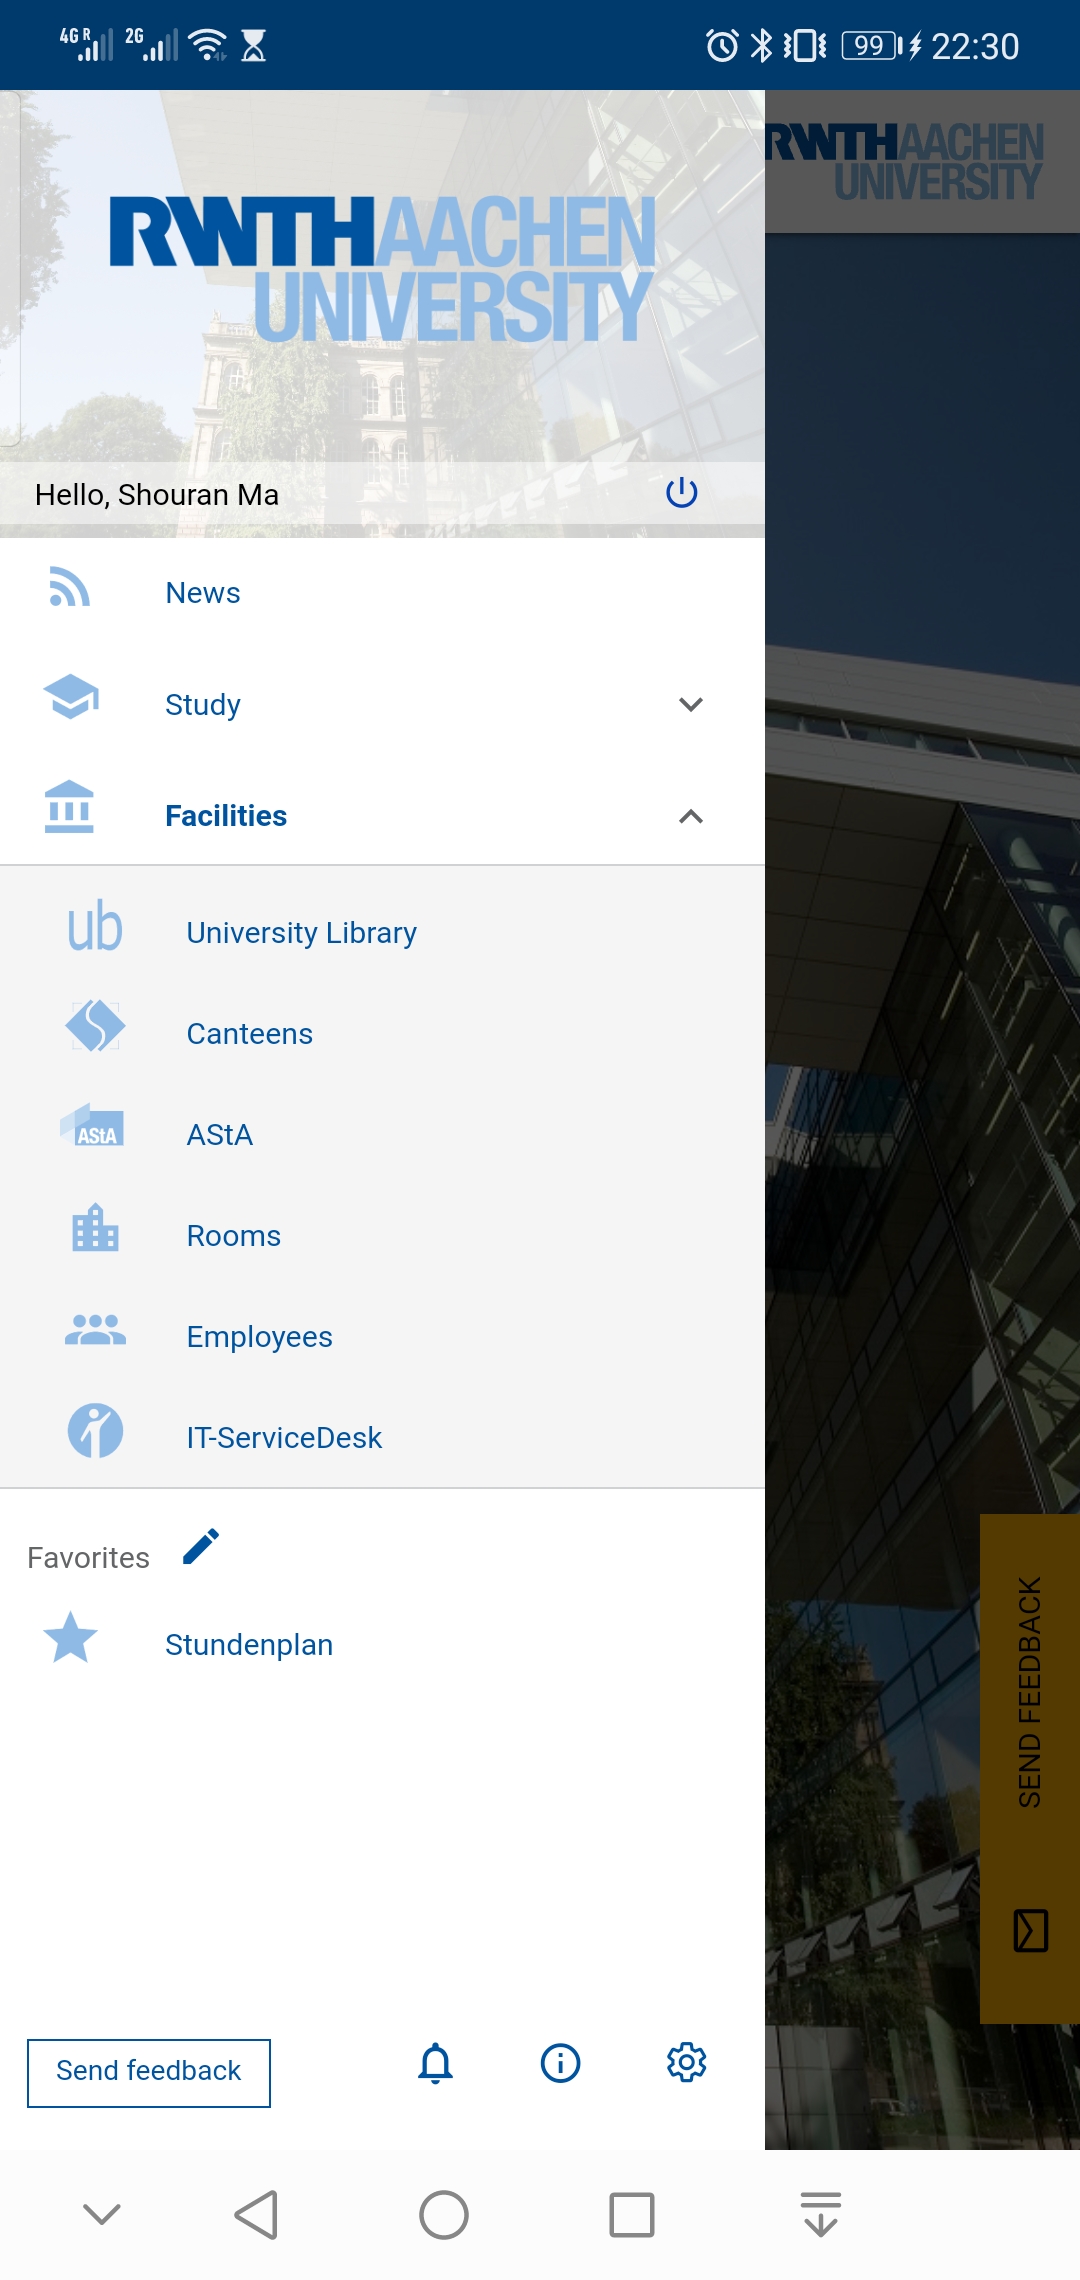 4G R 2G 99 22:30
RWTHAACHEN
UNIVERSITY
RWTHAACHEN
UNIVERSITY
Hello, Shouran Ma
News
Study
Facilities
ub University Library
Canteens
AStA AStA
Rooms
Employees
IT-ServiceDesk
Favorites
Stundenplan
SEND FEEDBACK
Send feedback